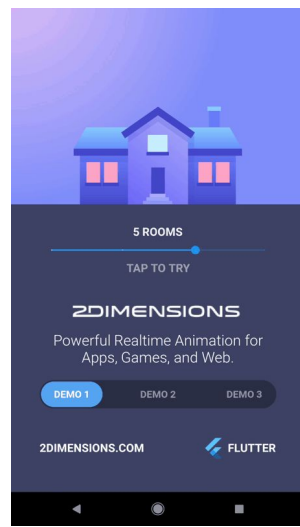 5 ROOMS
TAP TO TRY
2DIMENSIONS
Powerful Realtime Animation for
Apps, Games, and Web.
DEMO 1 DEMO 2 DEMO 3
2DIMENSIONS.COM FLUTTER